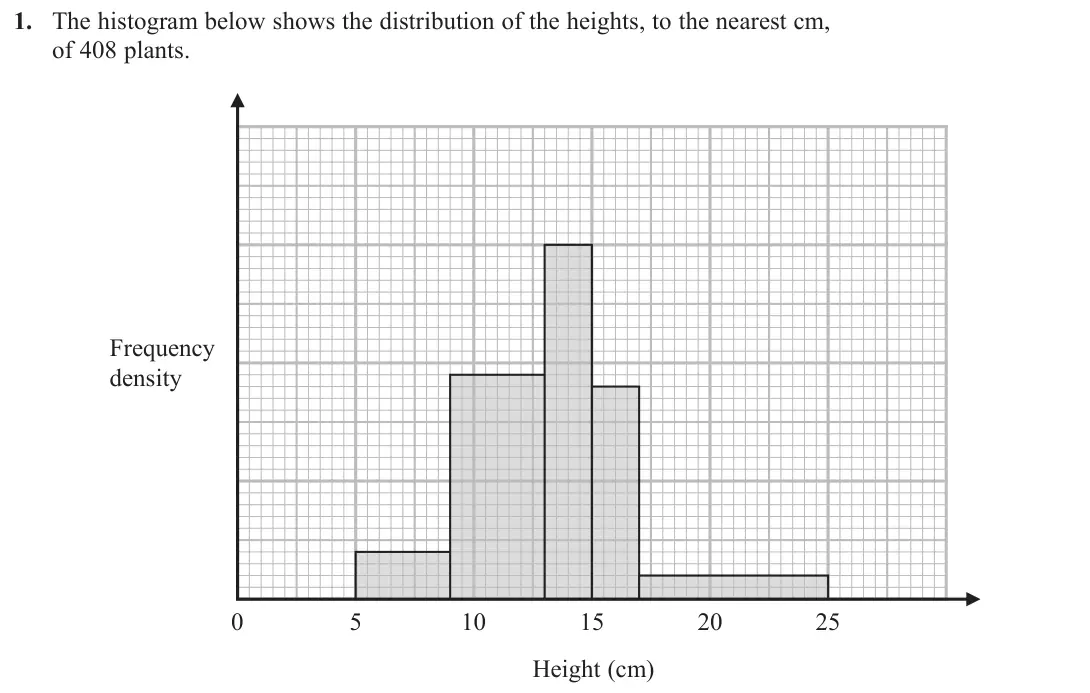 1. The histogram below shows the distribution of the heights, to the nearest cm,
of 408 plants.
Frequency
density
0 5 10 15 20 25
Height (cm)